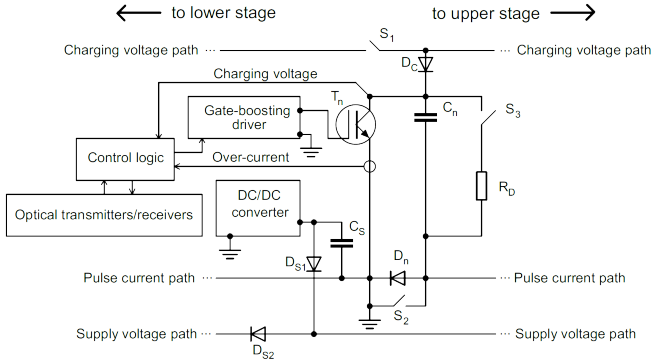 to lower stage
to upper stage
S1
Charging voltage path
Charging voltage path
DC
Charging voltage
Tn
Cn
S3
Gate-boosting
driver
Control logic
Over-current
RD
DC/DC
converter
Optical transmitters/receivers
CS
DS1
Dn
Pulse current path
Pulse current path
S2
Supply voltage path
Supply voltage path
DS2